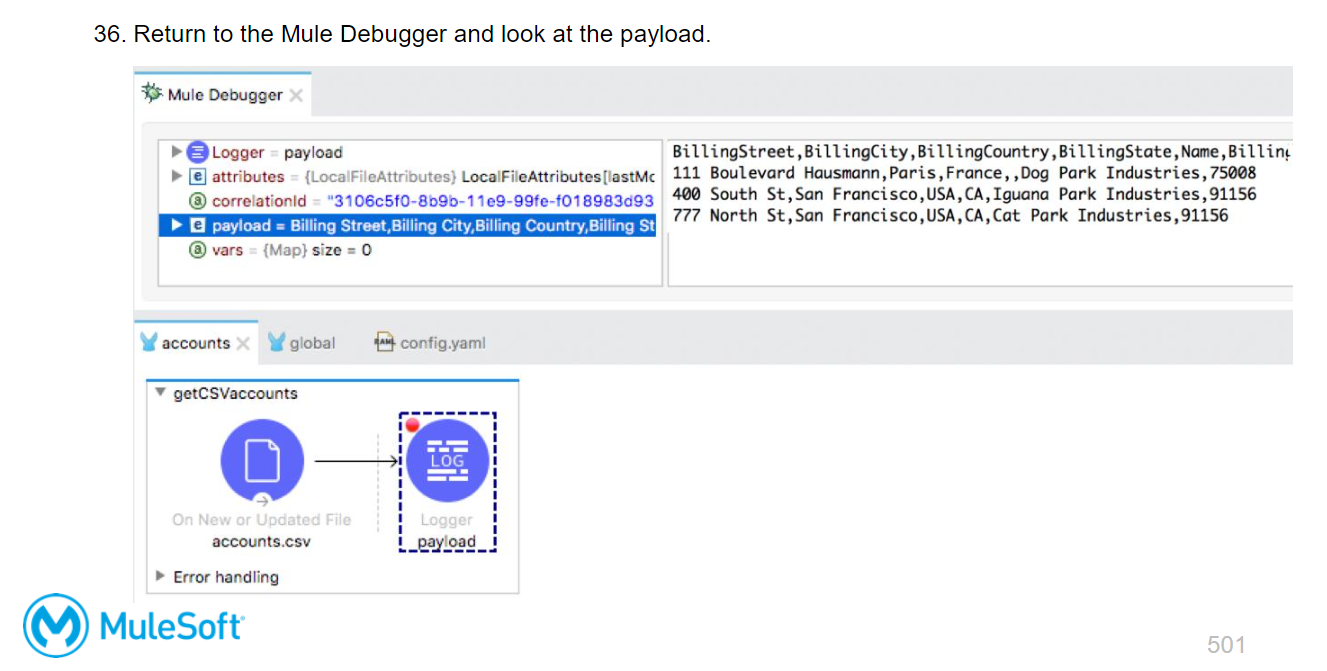 36. Return to the Mule Debugger and look at the payload.
Mule Debugger
Logger = payload
attributes = {LocalFileAttributes} LocalFileAttributes[lastMc
correlationId = "3106c5f0-8b9b-11e9-99fe-f018983d93
payload = Billing Street,Billing City,Billing Country,Billing St
vars = {Map} size = 0
BillingStreet,BillingCity,BillingCountry,BillingState,Name,Billing
111 Boulevard Hausmann,Paris,France,,Dog Park Industries,75008
400 South St,San Francisco,USA,CA,Iguana Park Industries,91156
777 North St,San Francisco,USA,CA,Cat Park Industries,91156
accounts global config.yaml
getCSVaccounts
LOG
On New or Updated File
accounts.csv
Logger
payload
Error handling
MuleSoft
501